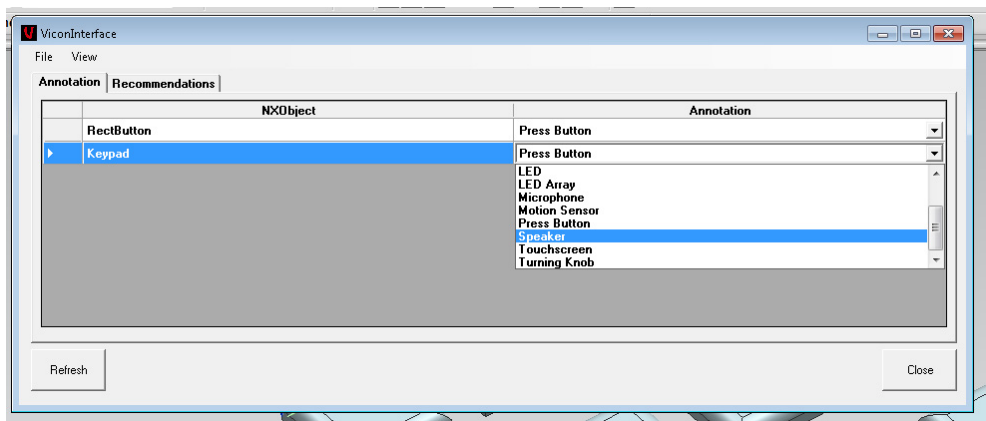 ViconInterface
File View
Annotation Recommendations
NXObject Annotation
RectButton Press Button
Keypad Press Button
LED
LED Array
Microphone
Motion Sensor
Press Button
Speaker
Touchscreen
Turning Knob
Refresh Close